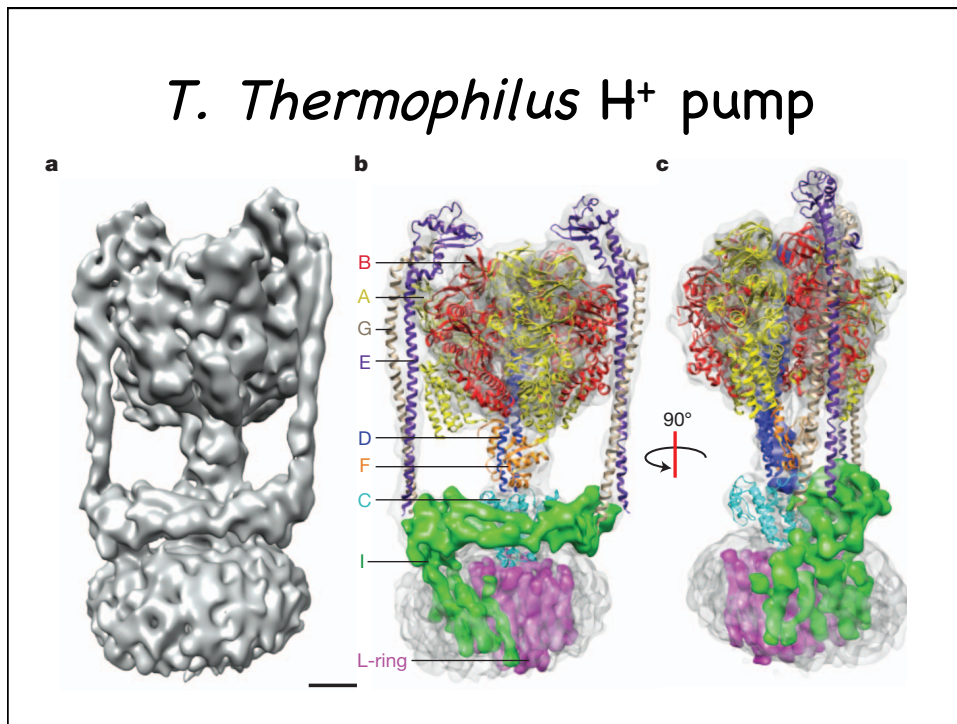 T. Thermophilus H⁺ pump
a
b
c
B
A
G
E
D
F
C
I
L-ring
90°